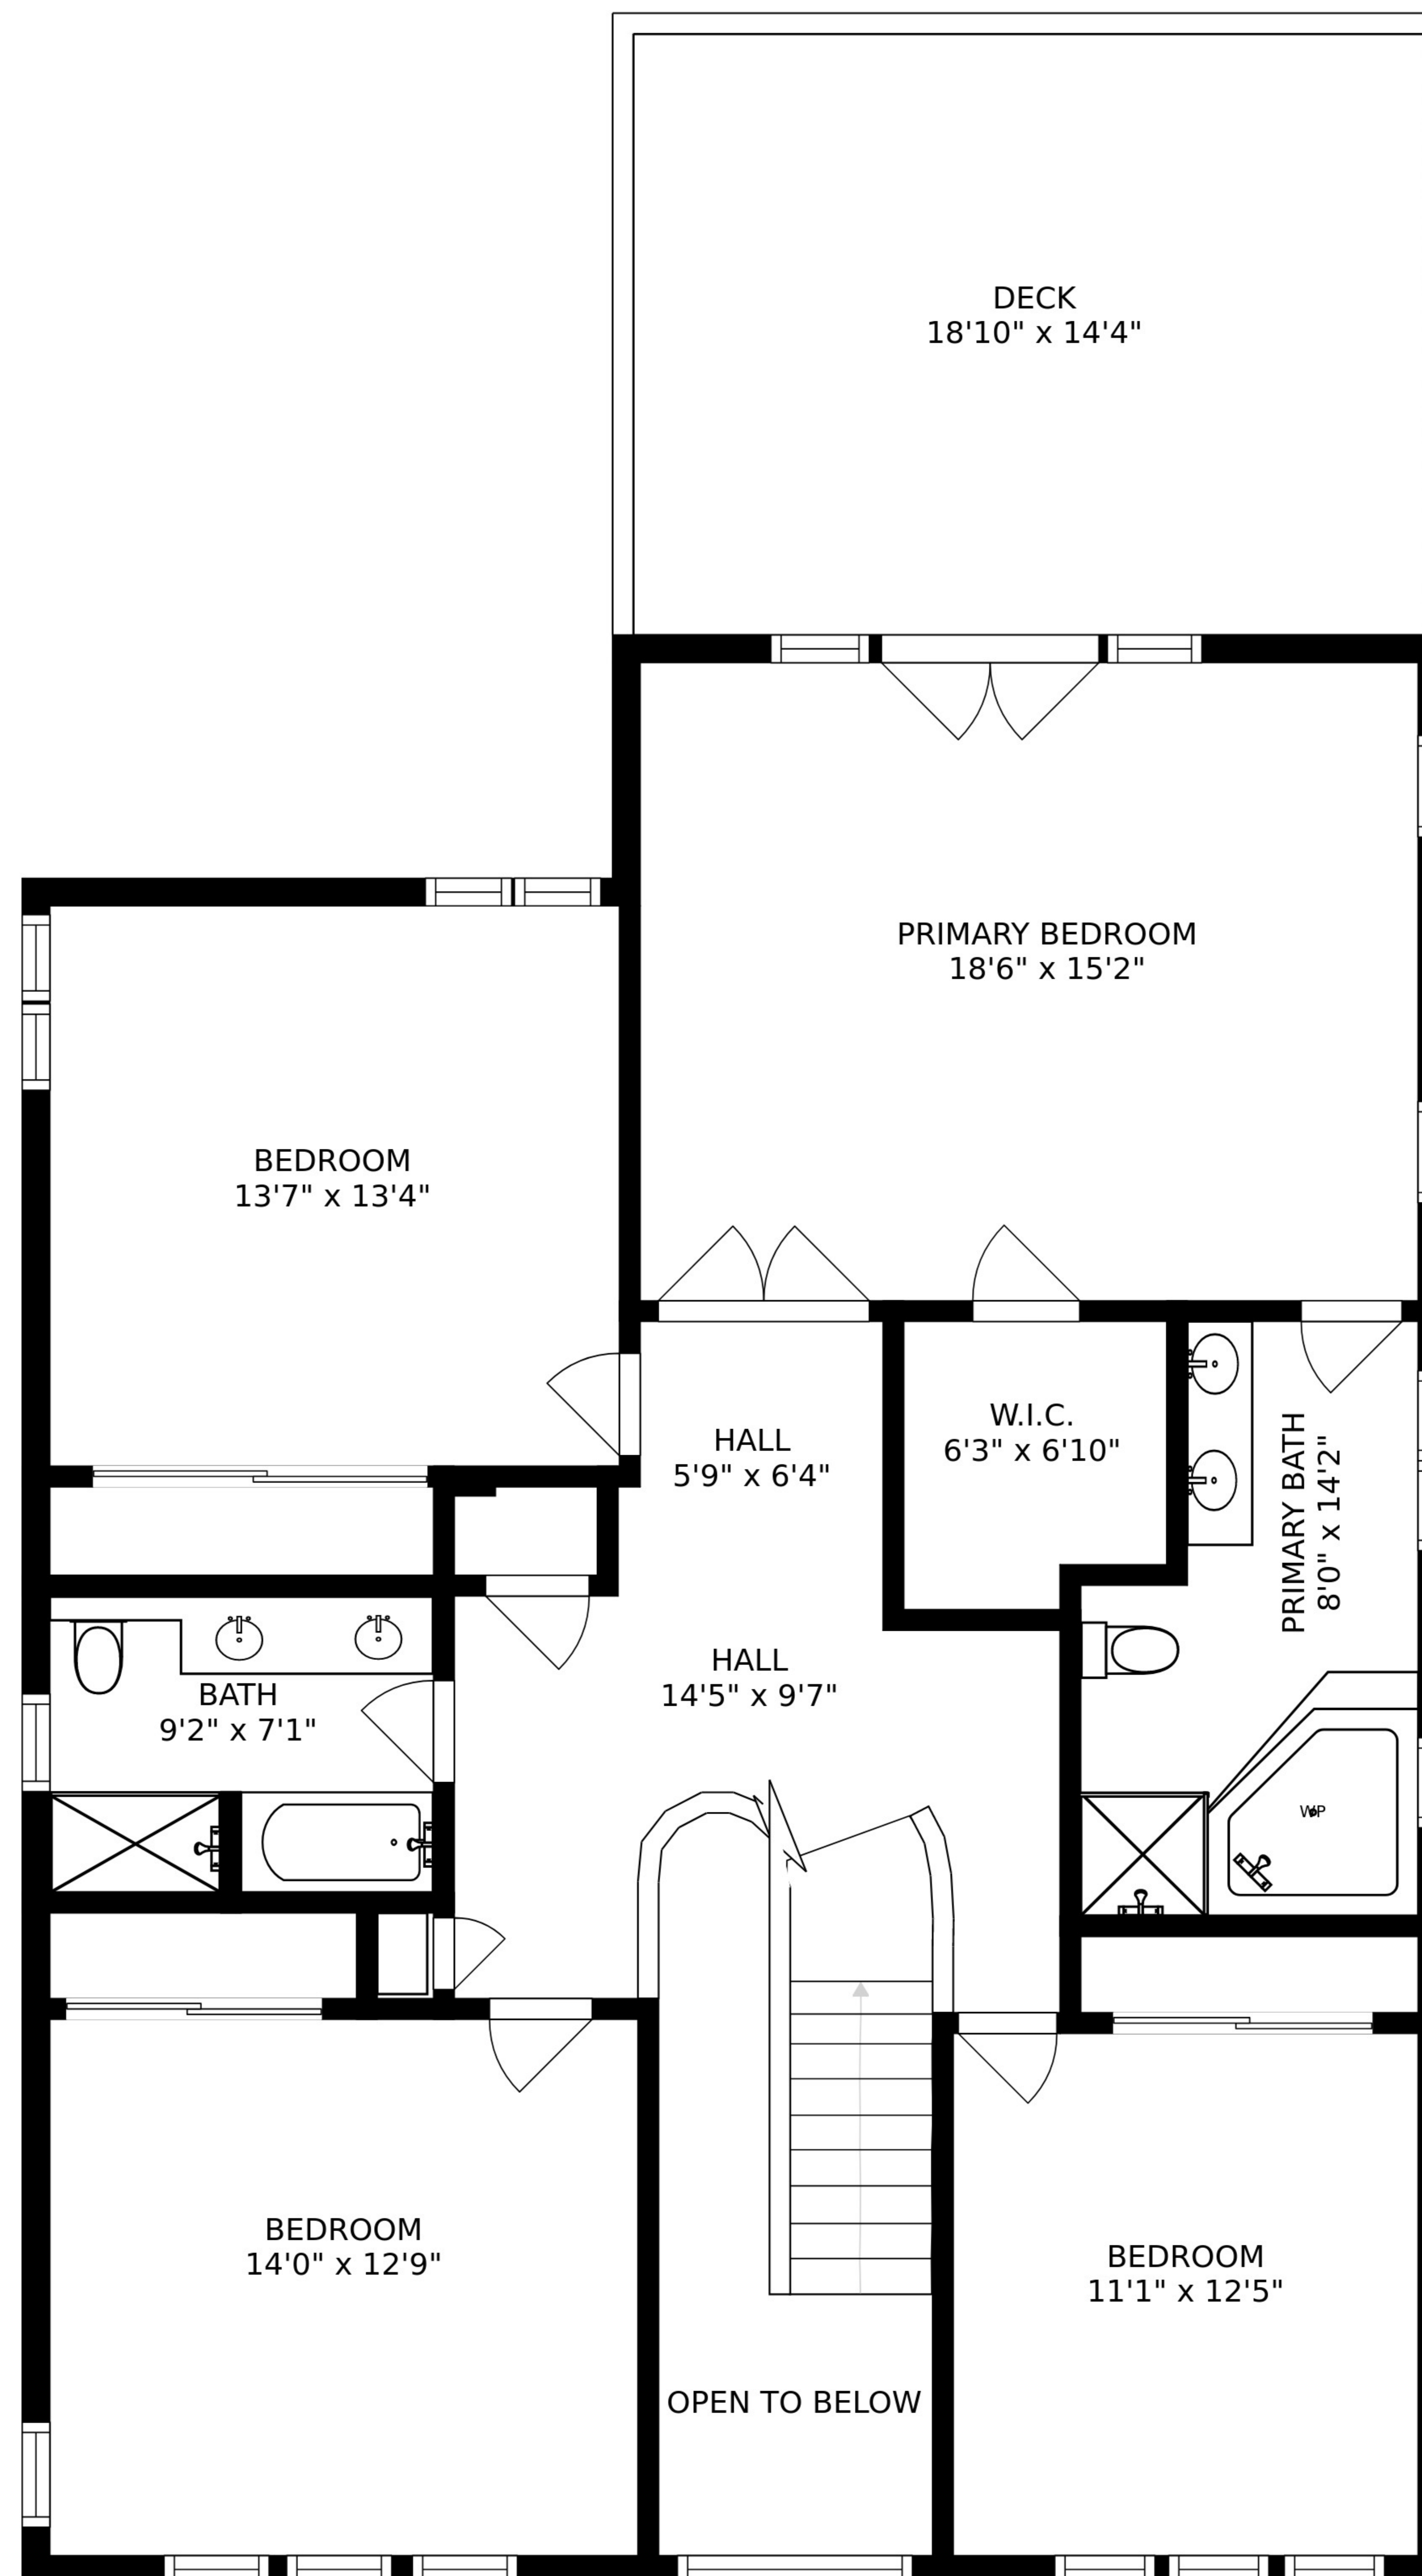 DECK
18'10" x 14'4"
PRIMARY BEDROOM
18'6" x 15'2"
BEDROOM
13'7" x 13'4"
HALL
5'9" x 6'4"
W.I.C.
6'3" x 6'10"
PRIMARY BATH
8'0" x 14'2"
HALL
14'5" x 9'7"
BATH
9'2" x 7'1"
WP
BEDROOM
14'0" x 12'9"
BEDROOM
11'1" x 12'5"
OPEN TO BELOW